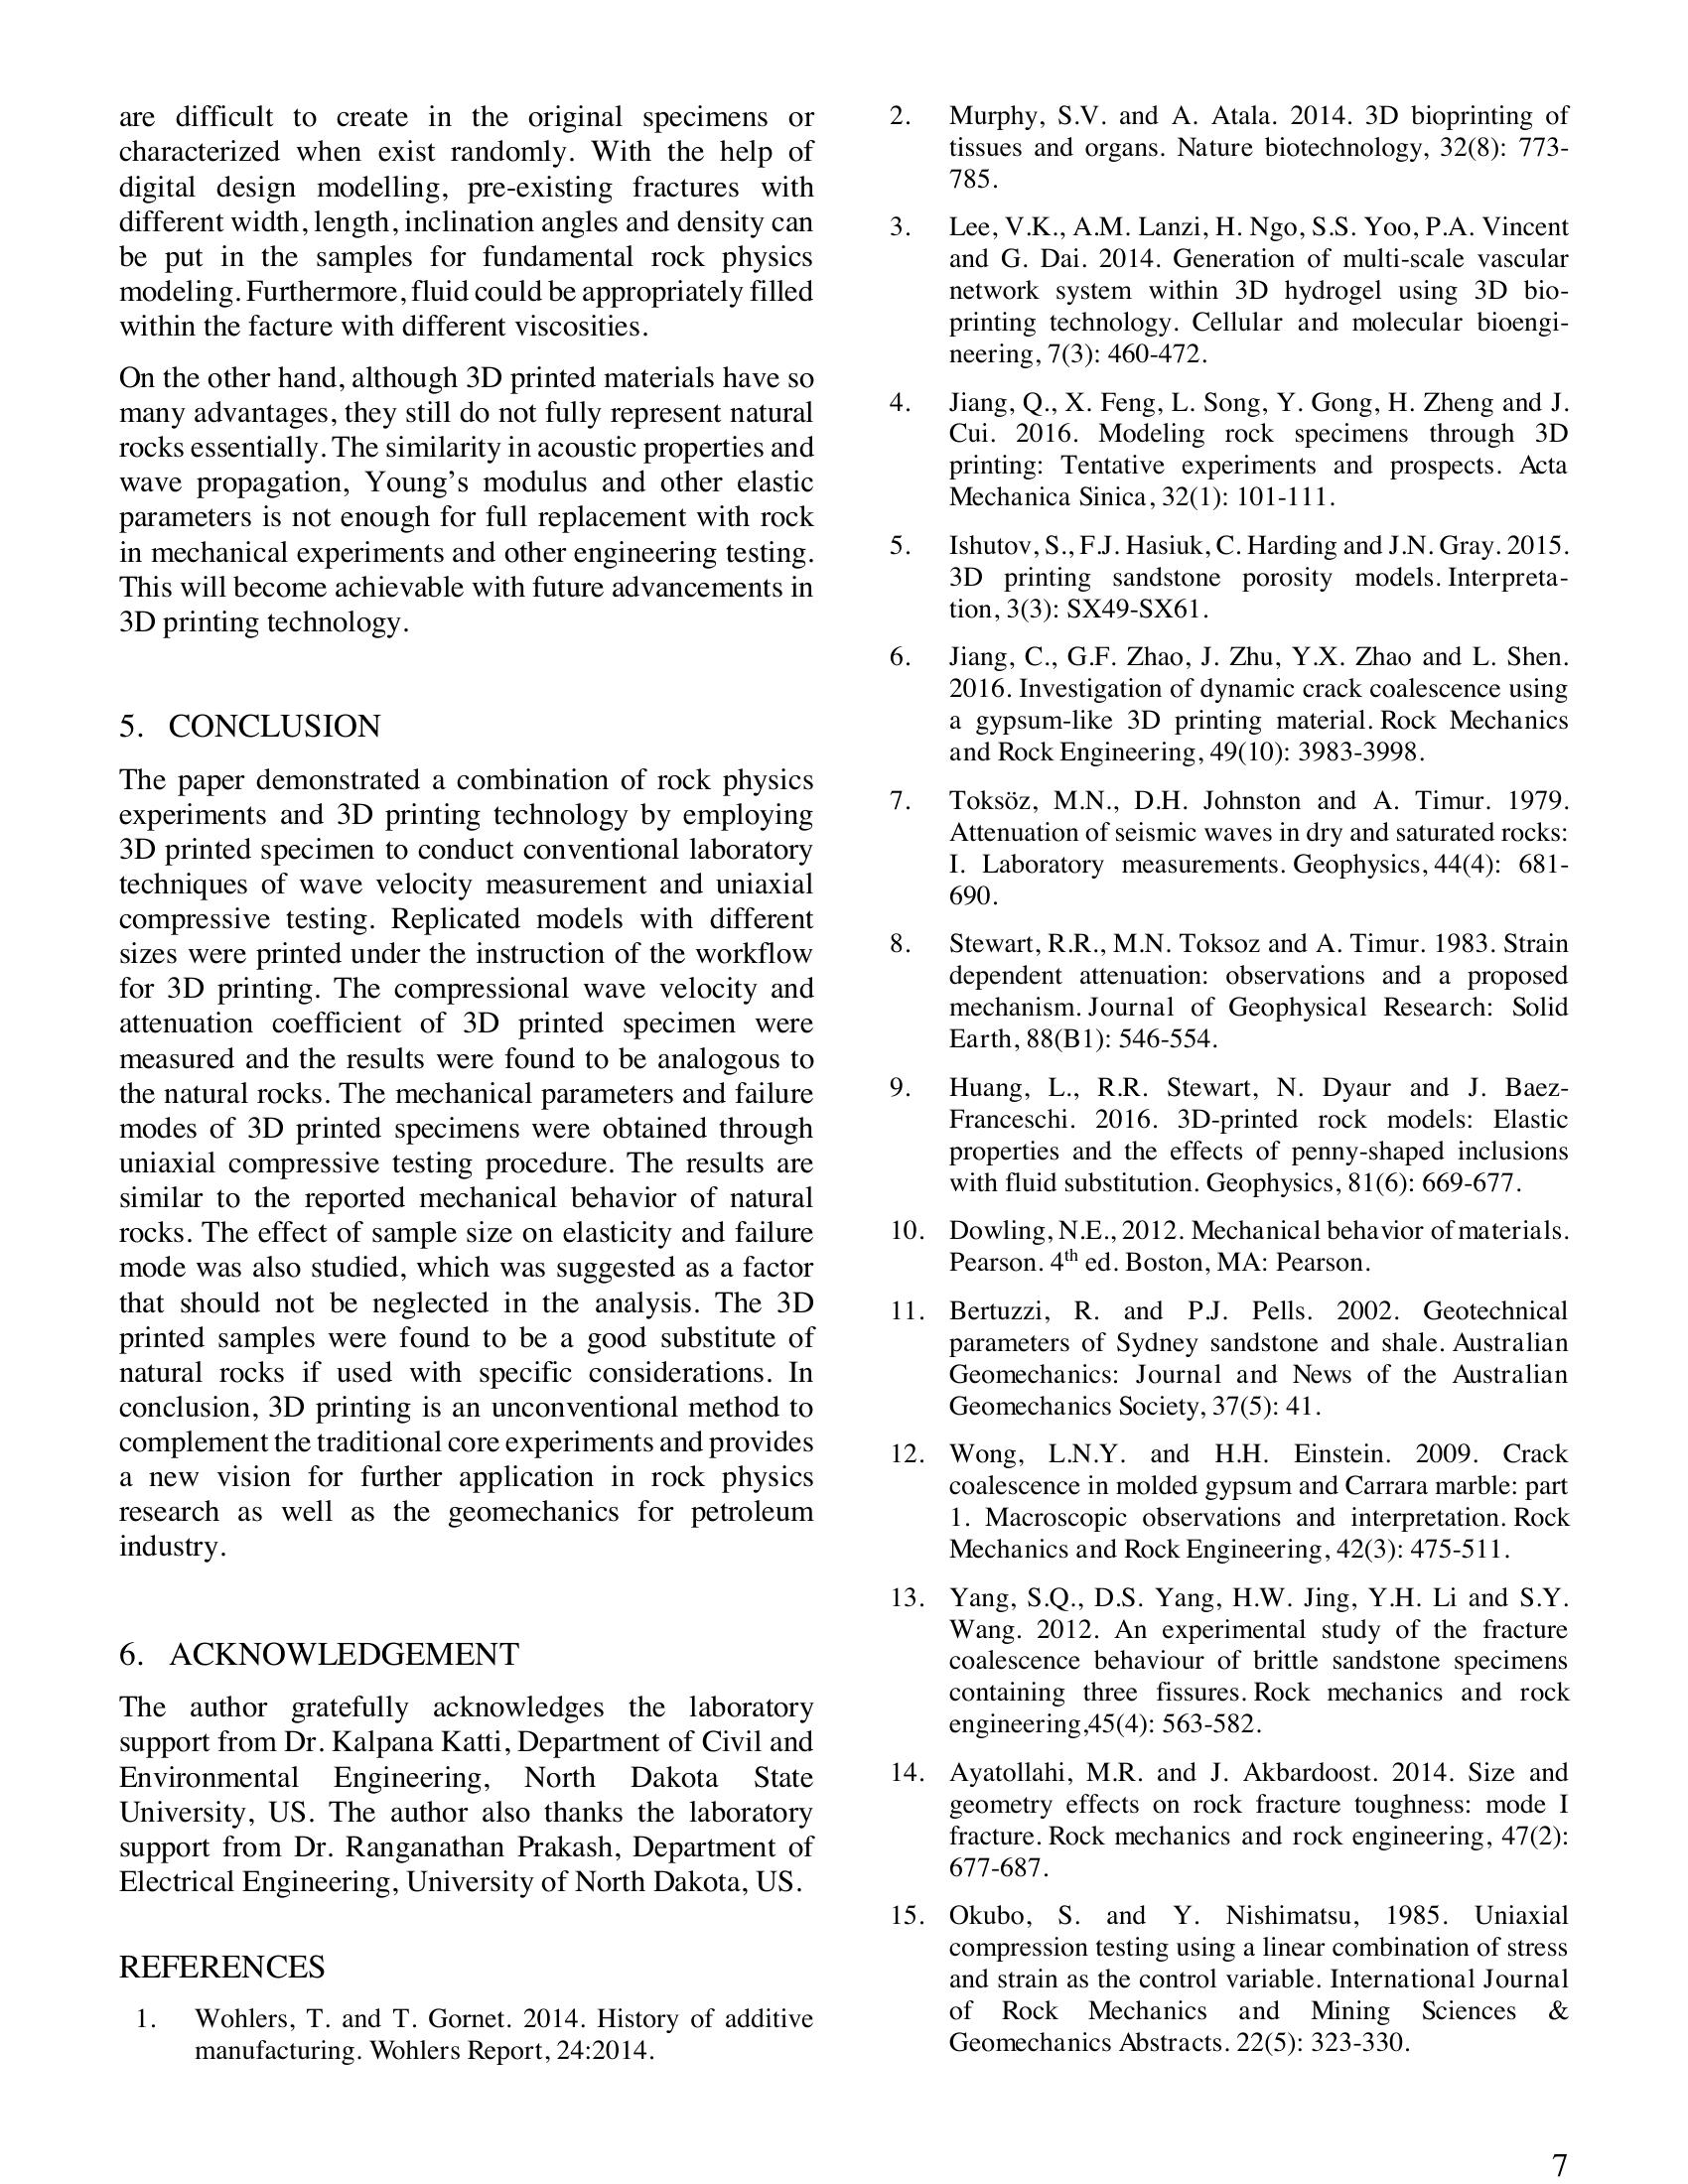 are difficult to create in the original specimens or
characterized when exist randomly. With the help of
digital design modelling, pre-existing fractures with
different width, length, inclination angles and density can
be put in the samples for fundamental rock physics
modeling. Furthermore, fluid could be appropriately filled
within the facture with different viscosities.
On the other hand, although 3D printed materials have so
many advantages, they still do not fully represent natural
rocks essentially. The similarity in acoustic properties and
wave propagation, Young’s modulus and other elastic
parameters is not enough for full replacement with rock
in mechanical experiments and other engineering testing.
This will become achievable with future advancements in
3D printing technology.
5. CONCLUSION
The paper demonstrated a combination of rock physics
experiments and 3D printing technology by employing
3D printed specimen to conduct conventional laboratory
techniques of wave velocity measurement and uniaxial
compressive testing. Replicated models with different
sizes were printed under the instruction of the workflow
for 3D printing. The compressional wave velocity and
attenuation coefficient of 3D printed specimen were
measured and the results were found to be analogous to
the natural rocks. The mechanical parameters and failure
modes of 3D printed specimens were obtained through
uniaxial compressive testing procedure. The results are
similar to the reported mechanical behavior of natural
rocks. The effect of sample size on elasticity and failure
mode was also studied, which was suggested as a factor
that should not be neglected in the analysis. The 3D
printed samples were found to be a good substitute of
natural rocks if used with specific considerations. In
conclusion, 3D printing is an unconventional method to
complement the traditional core experiments and provides
a new vision for further application in rock physics
research as well as the geomechanics for petroleum
industry.
6. ACKNOWLEDGEMENT
The author gratefully acknowledges the laboratory
support from Dr. Kalpana Katti, Department of Civil and
Environmental Engineering, North Dakota State
University, US. The author also thanks the laboratory
support from Dr. Ranganathan Prakash, Department of
Electrical Engineering, University of North Dakota, US.
REFERENCES
1. Wohlers, T. and T. Gornet. 2014. History of additive
manufacturing. Wohlers Report, 24:2014.
2. Murphy, S.V. and A. Atala. 2014. 3D bioprinting of
tissues and organs. Nature biotechnology, 32(8): 773-
785.
3. Lee, V.K., A.M. Lanzi, H. Ngo, S.S. Yoo, P.A. Vincent
and G. Dai. 2014. Generation of multi-scale vascular
network system within 3D hydrogel using 3D bio-
printing technology. Cellular and molecular bioengi-
neering, 7(3): 460-472.
4. Jiang, Q., X. Feng, L. Song, Y. Gong, H. Zheng and J.
Cui. 2016. Modeling rock specimens through 3D
printing: Tentative experiments and prospects. Acta
Mechanica Sinica, 32(1): 101-111.
5. Ishutov, S., F.J. Hasiuk, C. Harding and J.N. Gray. 2015.
3D printing sandstone porosity models. Interpreta-
tion, 3(3): SX49-SX61.
6. Jiang, C., G.F. Zhao, J. Zhu, Y.X. Zhao and L. Shen.
2016. Investigation of dynamic crack coalescence using
a gypsum-like 3D printing material. Rock Mechanics
and Rock Engineering, 49(10): 3983-3998.
7. Toksöz, M.N., D.H. Johnston and A. Timur. 1979.
Attenuation of seismic waves in dry and saturated rocks:
I. Laboratory measurements. Geophysics, 44(4): 681-
690.
8. Stewart, R.R., M.N. Toksoz and A. Timur. 1983. Strain
dependent attenuation: observations and a proposed
mechanism. Journal of Geophysical Research: Solid
Earth, 88(B1): 546-554.
9. Huang, L., R.R. Stewart, N. Dyaur and J. Baez-
Franceschi. 2016. 3D-printed rock models: Elastic
properties and the effects of penny-shaped inclusions
with fluid substitution. Geophysics, 81(6): 669-677.
10. Dowling, N.E., 2012. Mechanical behavior of materials.
Pearson. 4th ed. Boston, MA: Pearson.
11. Bertuzzi, R. and P.J. Pells. 2002. Geotechnical
parameters of Sydney sandstone and shale. Australian
Geomechanics: Journal and News of the Australian
Geomechanics Society, 37(5): 41.
12. Wong, L.N.Y. and H.H. Einstein. 2009. Crack
coalescence in molded gypsum and Carrara marble: part
1. Macroscopic observations and interpretation. Rock
Mechanics and Rock Engineering, 42(3): 475-511.
13. Yang, S.Q., D.S. Yang, H.W. Jing, Y.H. Li and S.Y.
Wang. 2012. An experimental study of the fracture
coalescence behaviour of brittle sandstone specimens
containing three fissures. Rock mechanics and rock
engineering,45(4): 563-582.
14. Ayatollahi, M.R. and J. Akbardoost. 2014. Size and
geometry effects on rock fracture toughness: mode I
fracture. Rock mechanics and rock engineering, 47(2):
677-687.
15. Okubo, S. and Y. Nishimatsu, 1985. Uniaxial
compression testing using a linear combination of stress
and strain as the control variable. International Journal
of Rock Mechanics and Mining Sciences &
Geomechanics Abstracts. 22(5): 323-330.
7